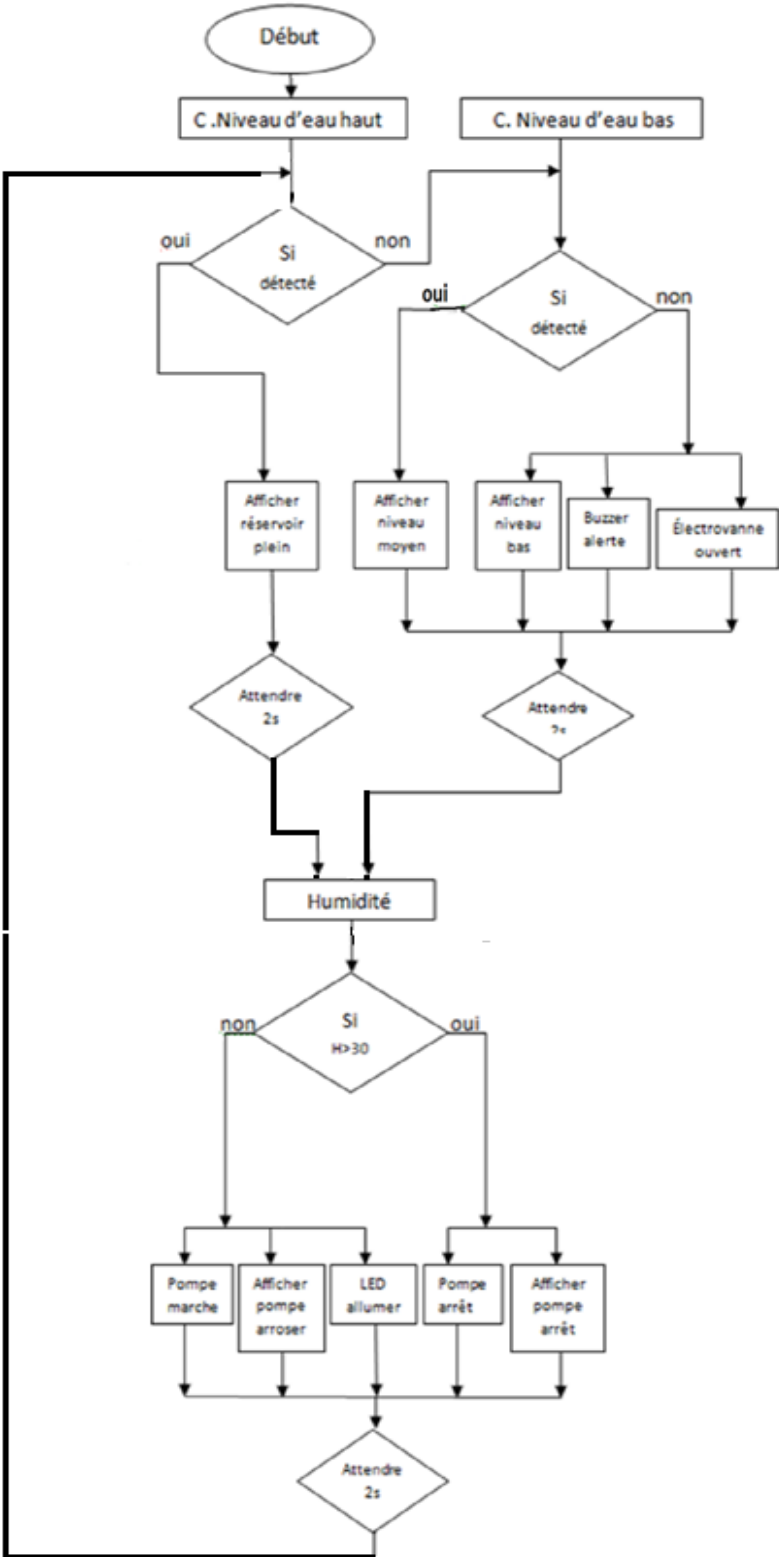 Début
C .Niveau d'eau haut
C. Niveau d'eau bas
oui
Si
détecté
non
oui
Si
détecté
non
Afficher
réservoir
plein
Afficher
niveau
moyen
Afficher
niveau
bas
Buzzer
alerte
Électrovanne
ouvert
Attendre
2s
Attendre
Humidité
non
Si
H>30
oui
Pompe
marche
Afficher
pompe
arroser
LED
allumer
Pompe
arrêt
Afficher
pompe
arrêt
Attendre
2s